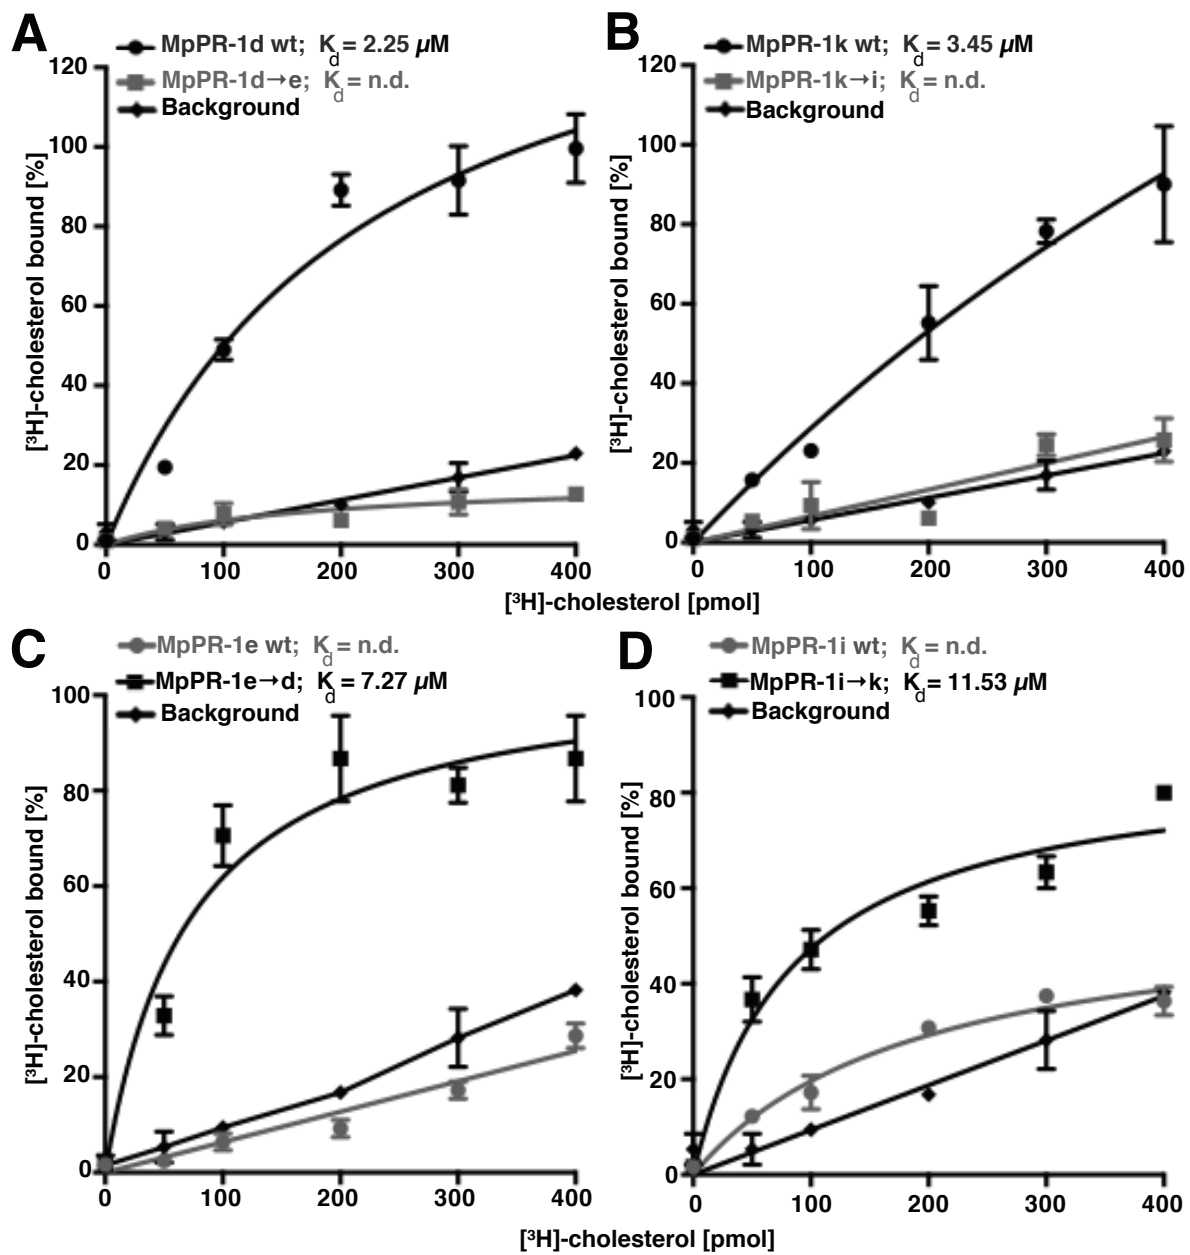 A
MpPR-1d wt; Kd = 2.25 µM
MpPR-1d→e; Kd = n.d.
Background
[³H]-cholesterol bound [%]
120
100
80
60
40
20
0
0 100 200 300 400
B
MpPR-1k wt; Kd = 3.45 µM
MpPR-1k→i; Kd = n.d.
Background
[³H]-cholesterol bound [%]
120
100
80
60
40
20
0
0 100 200 300 400
[³H]-cholesterol [pmol]
C
MpPR-1e wt; Kd = n.d.
MpPR-1e→d; Kd = 7.27 µM
Background
[³H]-cholesterol bound [%]
100
80
60
40
20
0
0 100 200 300 400
D
MpPR-1i wt; Kd = n.d.
MpPR-1i→k; Kd = 11.53 µM
Background
[³H]-cholesterol bound [%]
100
80
60
40
20
0
0 100 200 300 400
[³H]-cholesterol [pmol]